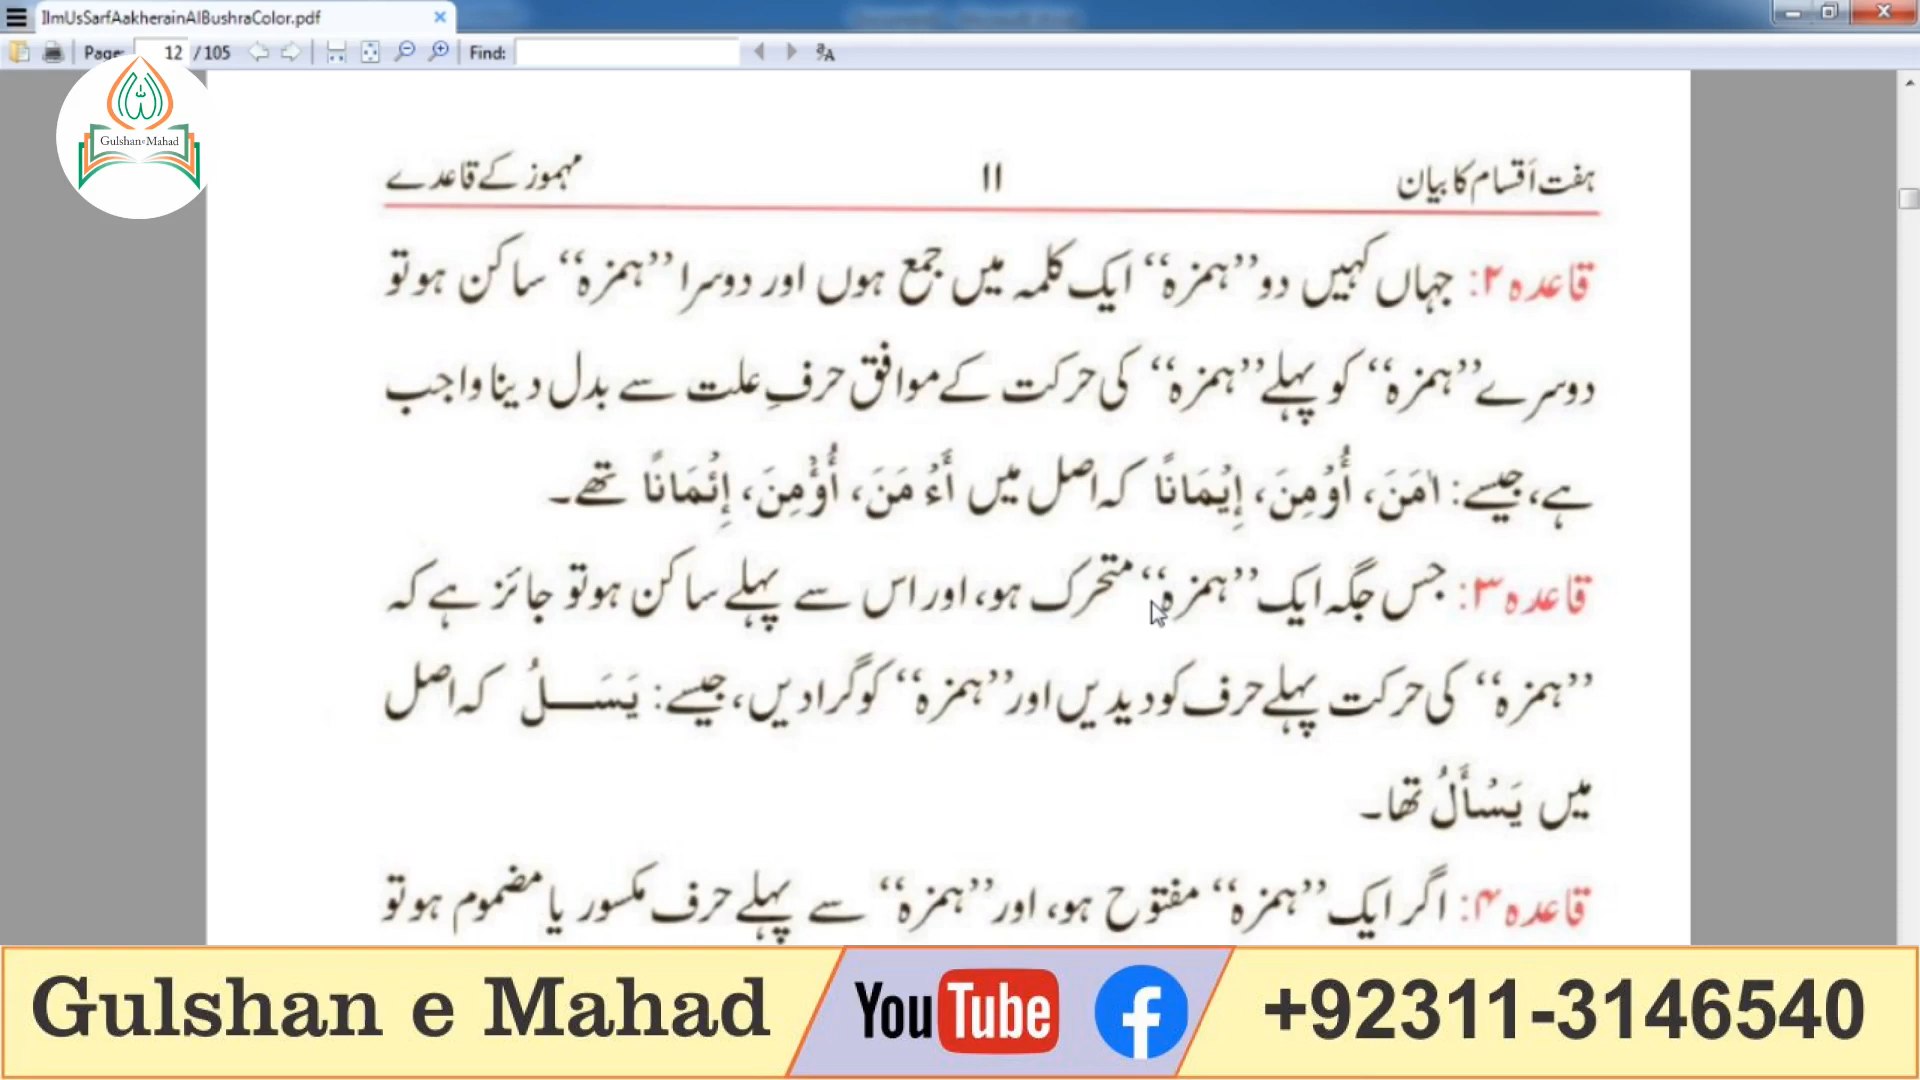 IlmUsSarfAakherainAlBushraColor.pdf
Page: 12 / 105 Find:
Gulshan e Mahad
ہفت اَقسام کا بیان ۱۱ مہموز کے قاعدے
قاعدہ ۲: جہاں کہیں دو ’’ہمزہ‘‘ ایک کلمہ میں جمع ہوں اور دوسرا ’’ہمزہ‘‘ ساکن ہو تو
دوسرے ’’ہمزہ‘‘ کو پہلے ’’ہمزہ‘‘ کی حرکت کے موافق حرفِ علت سے بدل دینا واجب
ہے، جیسے: اٰمَنَ، أُوْمِنَ، إِيْمَانًا کہ اصل میں أَءْمَنَ، أُؤْمِنَ، إِئْمَانًا تھے۔
قاعدہ ۳: جس جگہ ایک ’’ہمزہ‘‘ متحرک ہو، اور اس سے پہلے ساکن ہو تو جائز ہے کہ
’’ہمزہ‘‘ کی حرکت پہلے حرف کو دیدیں اور ’’ہمزہ‘‘ کو گرادیں، جیسے: يَسَـــلُ کہ اصل
میں يَسْأَلُ تھا۔
قاعدہ ۴: اگر ایک ’’ہمزہ‘‘ مفتوح ہو، اور ’’ہمزہ‘‘ سے پہلے حرف مکسور یا مضموم ہو تو
Gulshan e Mahad YouTube f +92311-3146540